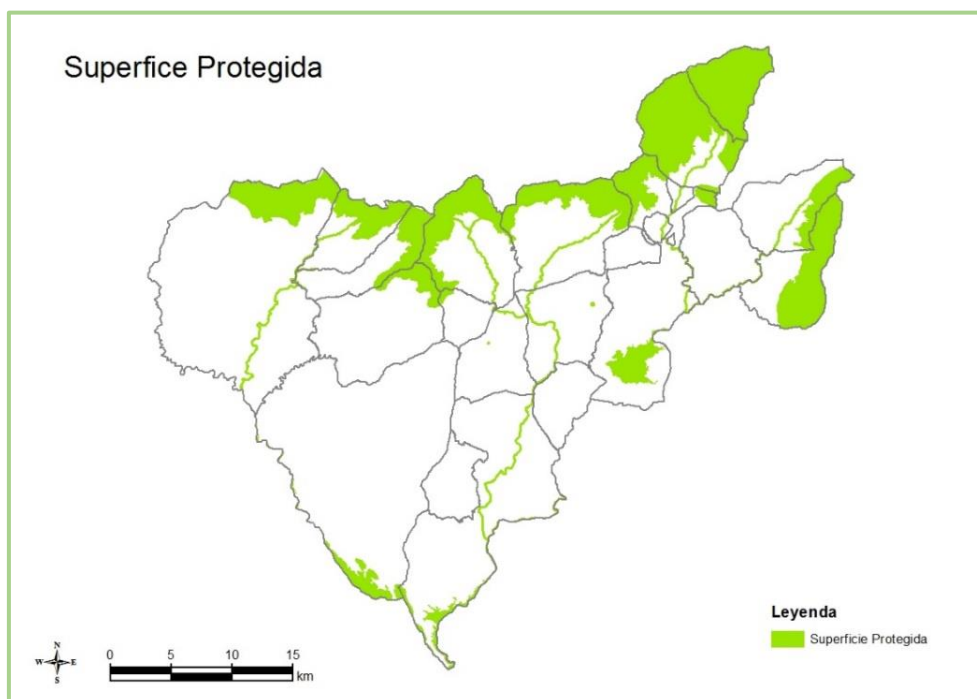 Superfice Protegida
Leyenda
Superficie Protegida
N
W E
S
0 5 10 15
km